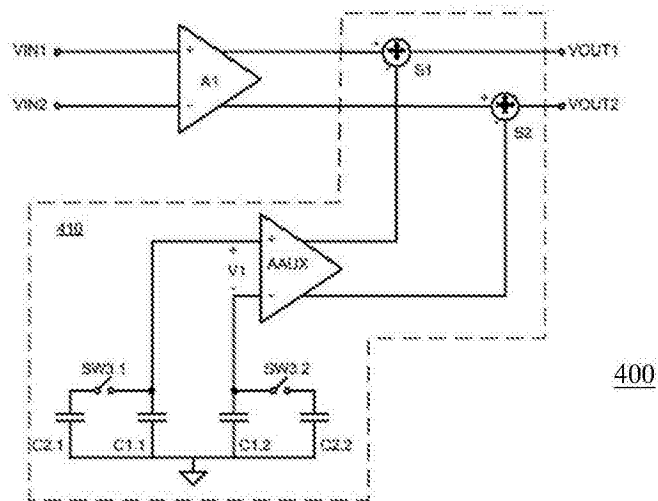 VIN1
A1
S1
VOUT1
VIN2
S2
VOUT2
410
V1
AAUX
SW3.1
SW3.2
C2.1
C1.1
C1.2
C2.2
400